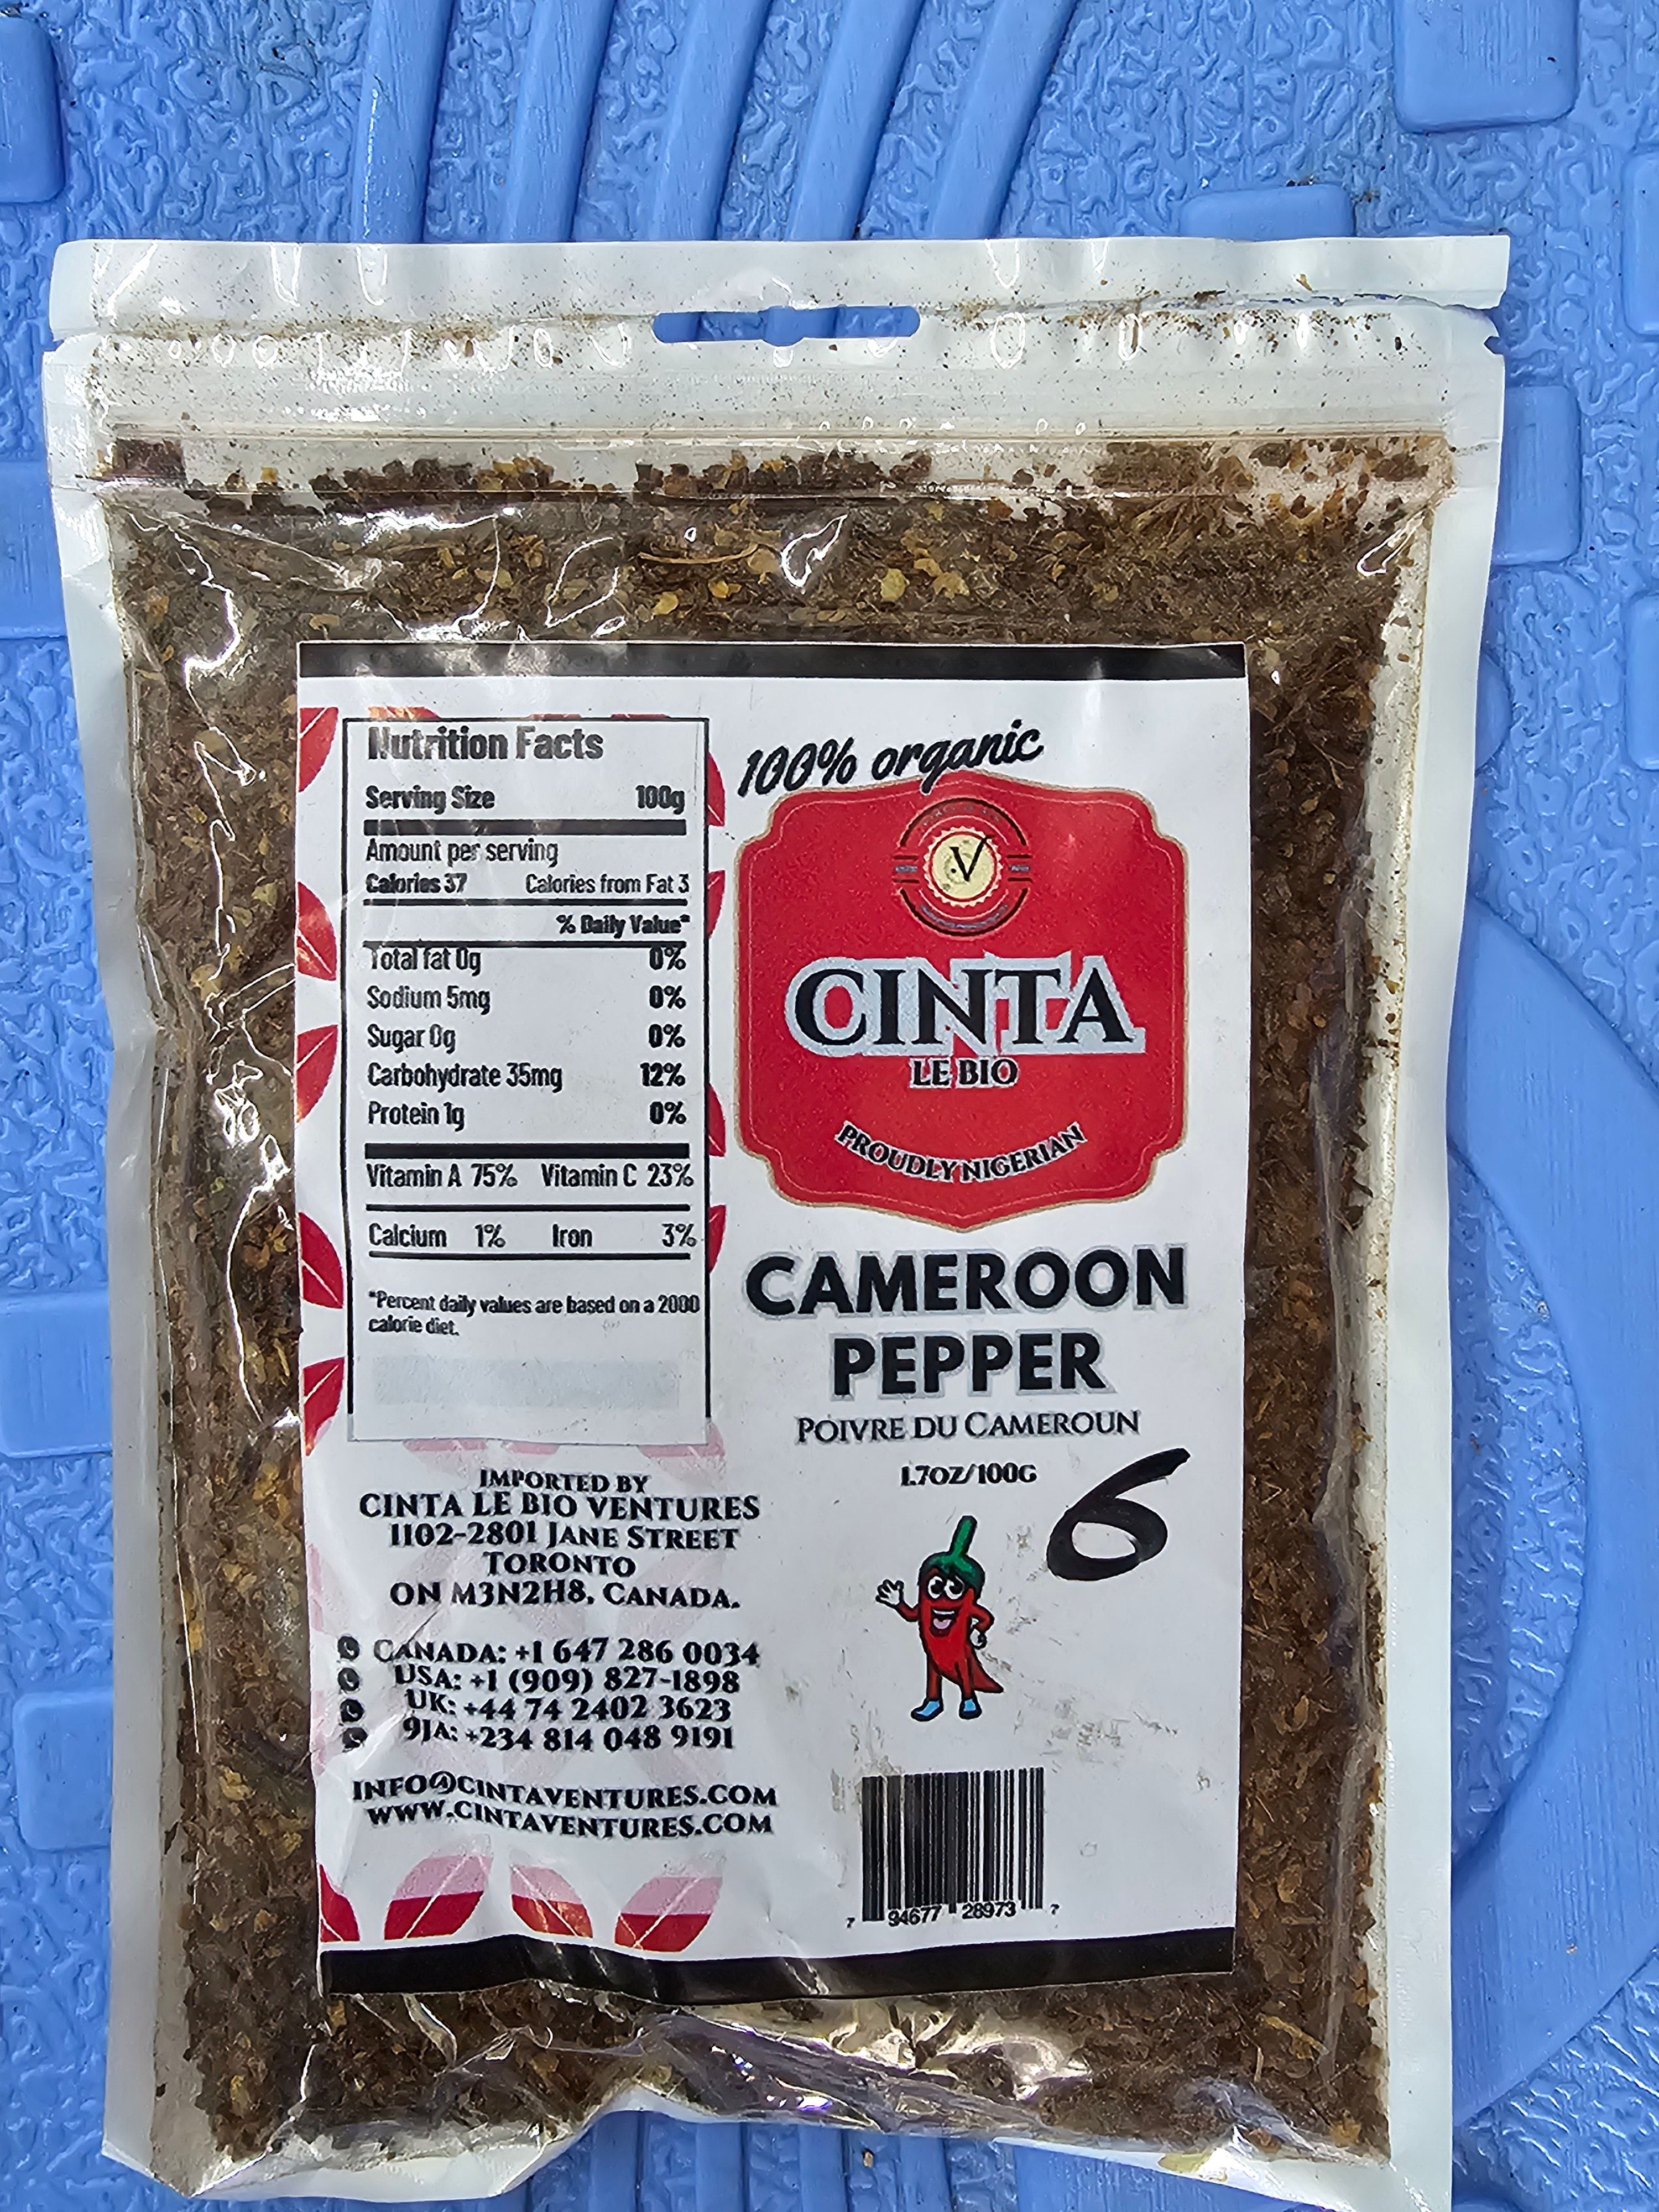 Nutrition Facts
Serving Size 100g
Amount per serving
Calories 37 Calories from Fat 3
% Daily Value*
Total fat 0g 0%
Sodium 5mg 0%
Sugar 0g 0%
Carbohydrate 35mg 12%
Protein 1g 0%
Vitamin A 75% Vitamin C 23%
Calcium 1% Iron 3%
*Percent daily values are based on a 2000
calorie diet.
IMPORTED BY
CINTA LE BIO VENTURES
1102-2801 JANE STREET
TORONTO
ON M3N2H8, CANADA.
CANADA: +1 647 286 0034
USA: +1 (909) 827-1898
UK: +44 74 2402 3623
9JA: +234 814 048 9191
INFO@CINTAVENTURES.COM
WWW.CINTAVENTURES.COM
100% organic
V
CINTA
LE BIO
PROUDLY NIGERIAN
CAMEROON
PEPPER
POIVRE DU CAMEROUN
1.7OZ/100G
6
7 94677 28973 7